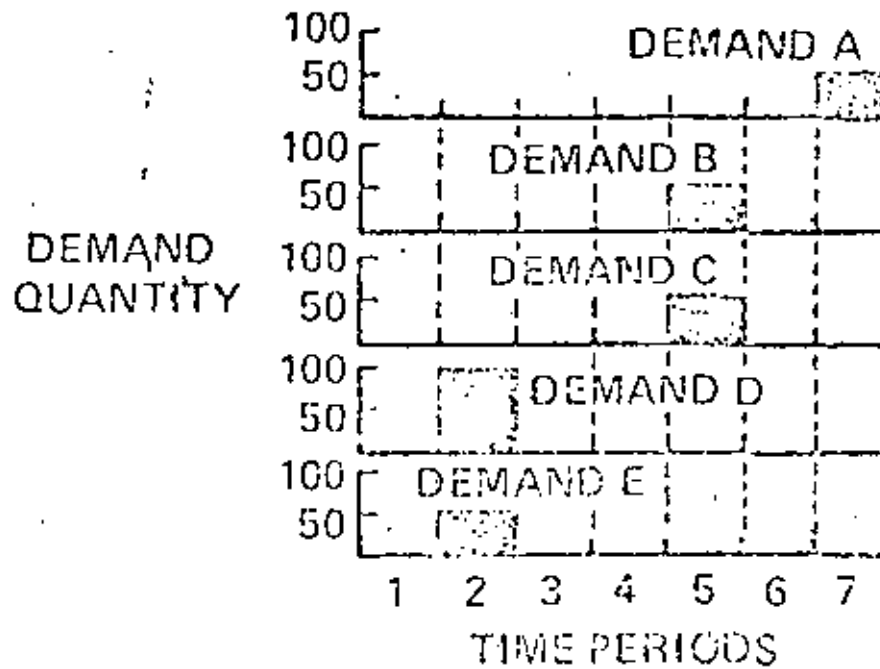 100
DEMAND A
50
100
DEMAND B
50
DEMAND
QUANTITY
100
DEMAND C
50
100
DEMAND D
50
100
DEMAND E
50
1 2 3 4 5 6 7
TIME PERIODS